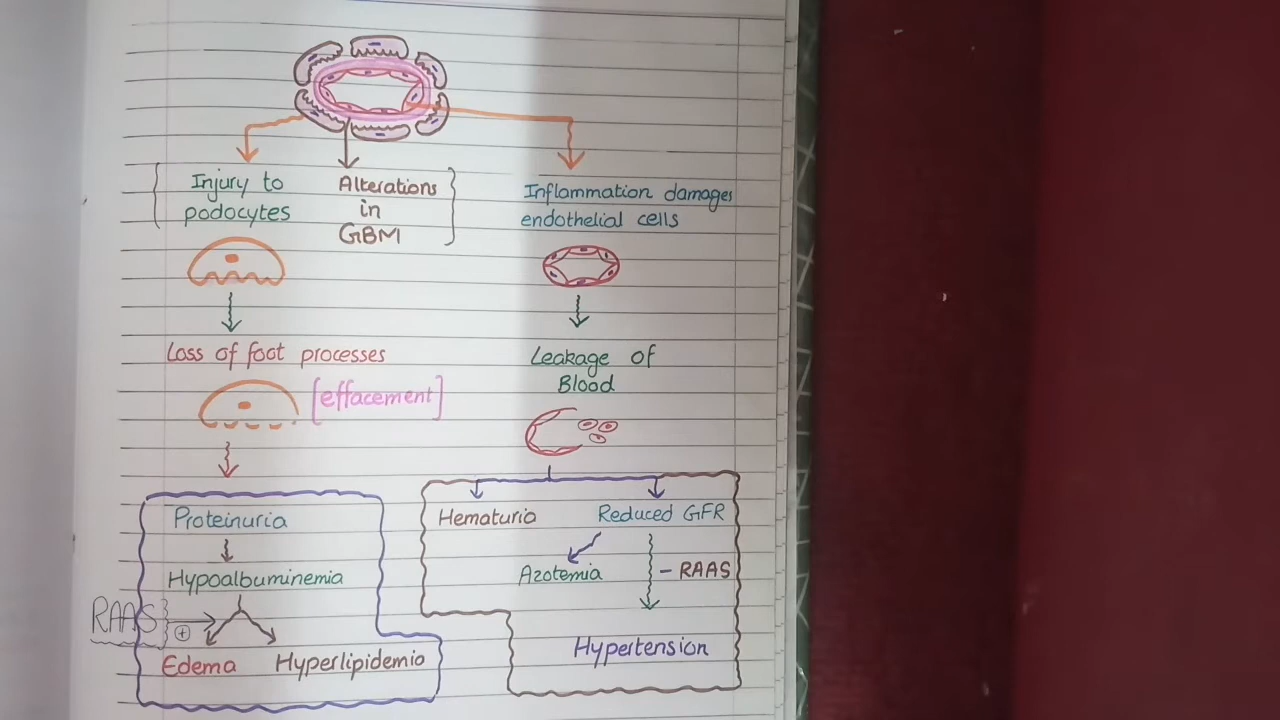 Injury to
podocytes
Alterations
in
GBM
Inflammation damages
endothelial cells
Loss of foot processes
[effacement]
Leakage of
Blood
Proteinuria
Hypoalbuminemia
RAAS
+
Edema
Hyperlipidemia
Hematuria
Reduced GFR
Azotemia
- RAAS
Hypertension